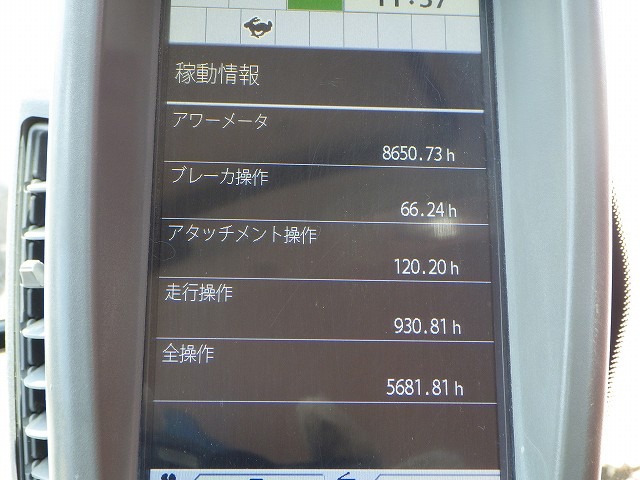 稼動情報
アワーメータ
8650.73 h
ブレーカ操作
66.24 h
アタッチメント操作
120.20 h
走行操作
930.81 h
全操作
5681.81 h